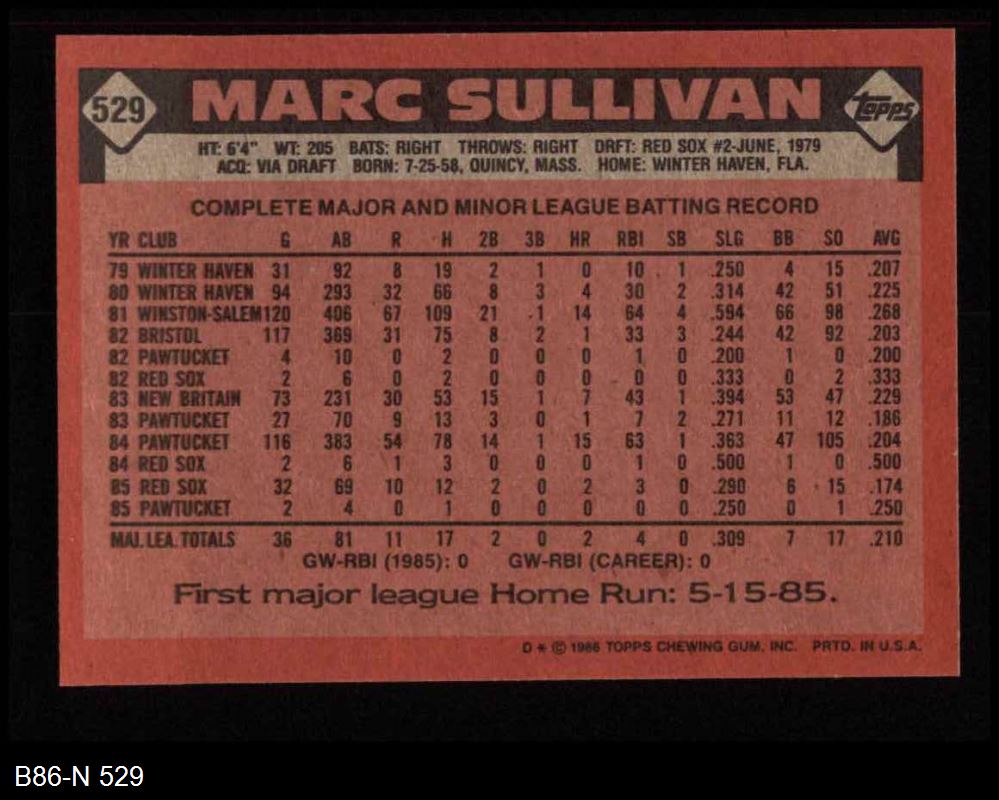 529 MARC SULLIVAN Topps
HT: 6'4" WT: 205 BATS: RIGHT THROWS: RIGHT DRFT: RED SOX #2-JUNE, 1979
ACQ: VIA DRAFT BORN: 7-25-58, QUINCY, MASS. HOME: WINTER HAVEN, FLA.
COMPLETE MAJOR AND MINOR LEAGUE BATTING RECORD
YR CLUB G AB R H 2B 3B HR RBI SB SLG BB SO AVG
79 WINTER HAVEN 31 92 8 19 2 1 0 10 1 .250 4 15 .207
80 WINTER HAVEN 94 293 32 66 8 3 4 30 2 .314 42 51 .225
81 WINSTON-SALEM 120 406 67 109 21 1 14 64 4 .594 66 98 .268
82 BRISTOL 117 369 31 75 8 2 1 33 3 .244 42 92 .203
82 PAWTUCKET 4 10 0 2 0 0 0 1 0 .200 1 0 .200
82 RED SOX 2 6 0 2 0 0 0 0 0 .333 0 2 .333
83 NEW BRITAIN 73 231 30 53 15 1 7 43 1 .394 53 47 .229
83 PAWTUCKET 27 70 9 13 3 0 1 7 2 .271 11 12 .186
84 PAWTUCKET 116 383 54 78 14 1 15 63 1 .363 47 105 .204
84 RED SOX 2 6 1 3 0 0 0 1 0 .500 1 0 .500
85 RED SOX 32 69 10 12 2 0 2 3 0 .290 6 15 .174
85 PAWTUCKET 2 4 0 1 0 0 0 0 0 .250 0 1 .250
MAJ. LEA. TOTALS 36 81 11 17 2 0 2 4 0 .309 7 17 .210
GW-RBI (1985): 0 GW-RBI (CAREER): 0
First major league Home Run: 5-15-85.
D * © 1986 TOPPS CHEWING GUM, INC. PRTD. IN U.S.A.
B86-N 529